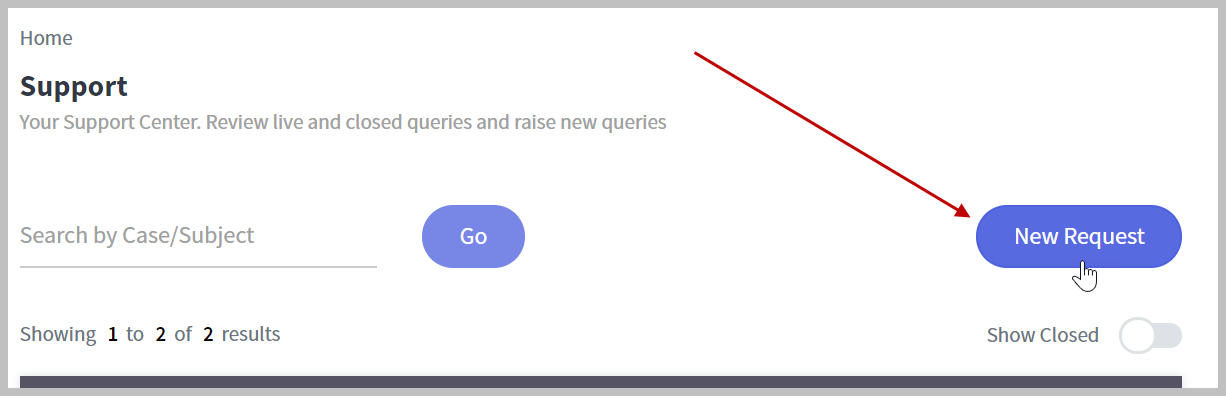 Home
Support
Your Support Center. Review live and closed queries and raise new queries
Search by Case/Subject
Go
New Request
Showing 1 to 2 of 2 results
Show Closed